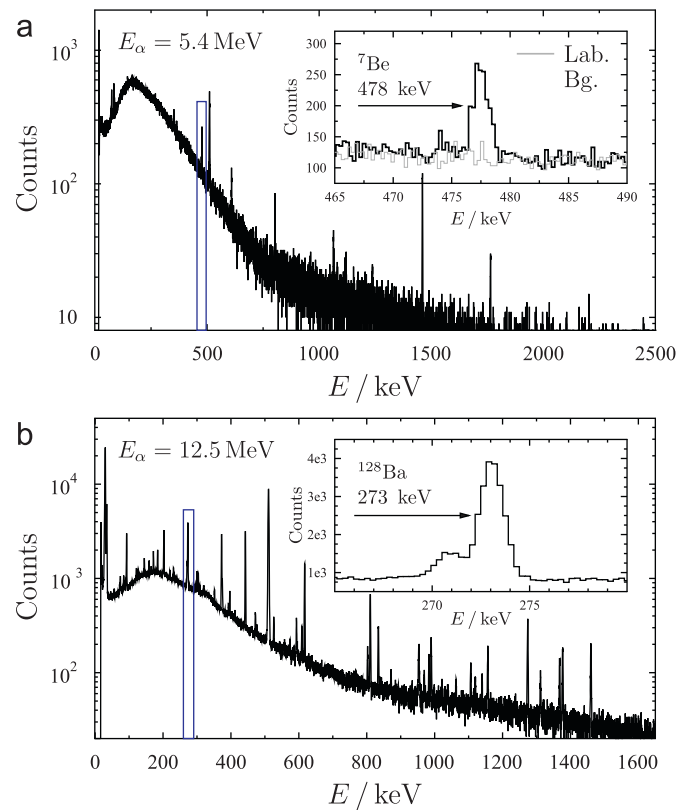 a
E_α = 5.4 MeV
10³
10²
10
Counts
0 500 1000 1500 2000 2500
E / keV
300
250
200
150
100
Counts
⁷Be
478 keV
Lab.
Bg.
465 470 475 480 485 490
E / keV
b
E_α = 12.5 MeV
10⁴
10³
10²
Counts
0 200 400 600 800 1000 1200 1400 1600
E / keV
4e3
3e3
2e3
1e3
Counts
¹²⁸Ba
273 keV
270 275
E / keV